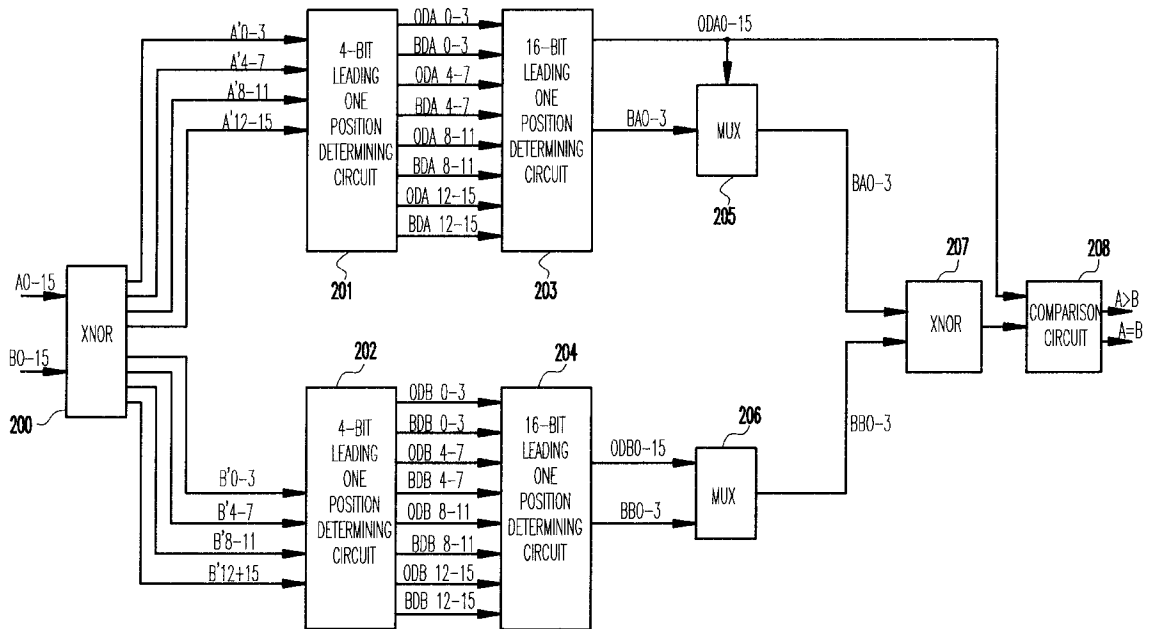 A0-15
B0-15
XNOR
200
A'0-3
A'4-7
A'8-11
A'12-15
B'0-3
B'4-7
B'8-11
B'12+15
4-BIT
LEADING
ONE
POSITION
DETERMINING
CIRCUIT
201
ODA 0-3
BDA 0-3
ODA 4-7
BDA 4-7
ODA 8-11
BDA 8-11
ODA 12-15
BDA 12-15
16-BIT
LEADING
ONE
POSITION
DETERMINING
CIRCUIT
203
ODA0-15
BA0-3
MUX
205
BA0-3
202
4-BIT
LEADING
ONE
POSITION
DETERMINING
CIRCUIT
ODB 0-3
BDB 0-3
ODB 4-7
BDB 4-7
ODB 8-11
BDB 8-11
ODB 12-15
BDB 12-15
204
16-BIT
LEADING
ONE
POSITION
DETERMINING
CIRCUIT
ODB0-15
BB0-3
206
MUX
BB0-3
207
XNOR
208
COMPARISON
CIRCUIT
A>B
A=B